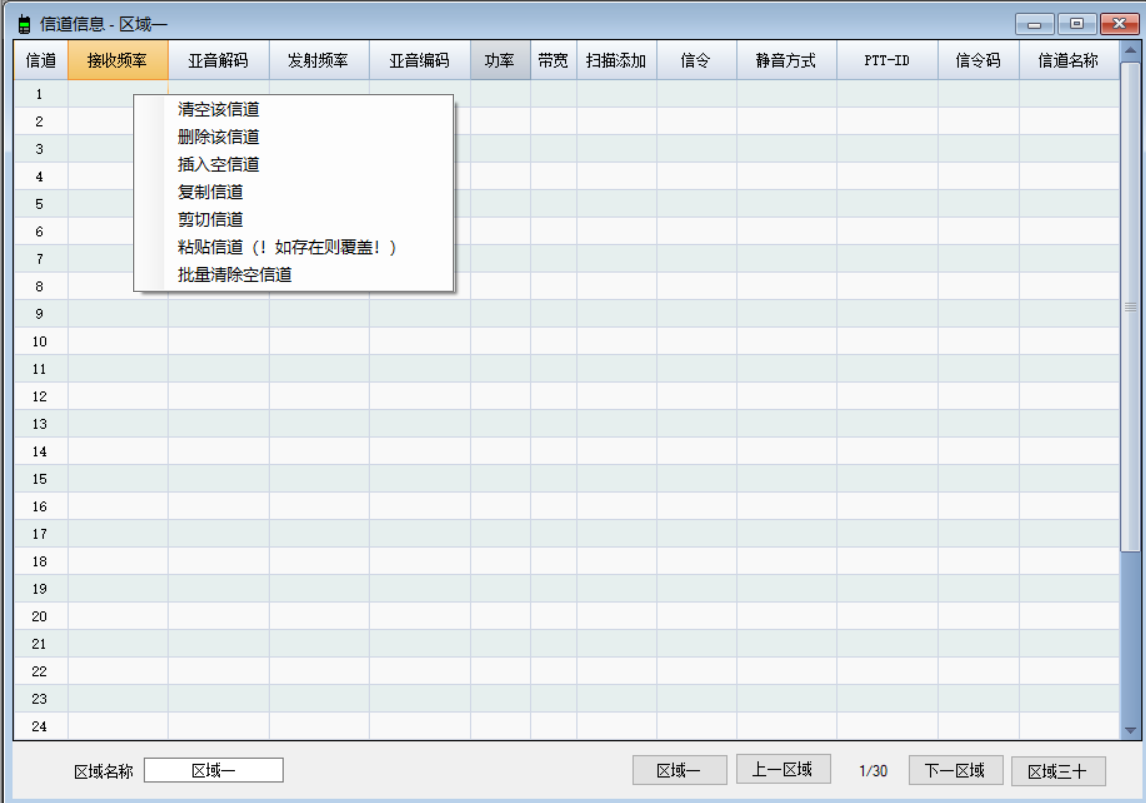 信道信息 - 区域一
信道 接收频率 亚音解码 发射频率 亚音编码 功率 带宽 扫描添加 信令 静音方式 PTT-ID 信令码 信道名称
1
清空该信道
2
删除该信道
3
插入空信道
4
复制信道
5
剪切信道
6
粘贴信道（！如存在则覆盖！）
7
批量清除空信道
8
9
10
11
12
13
14
15
16
17
18
19
20
21
22
23
24
区域名称 区域一 区域一 上一区域 1/30 下一区域 区域三十